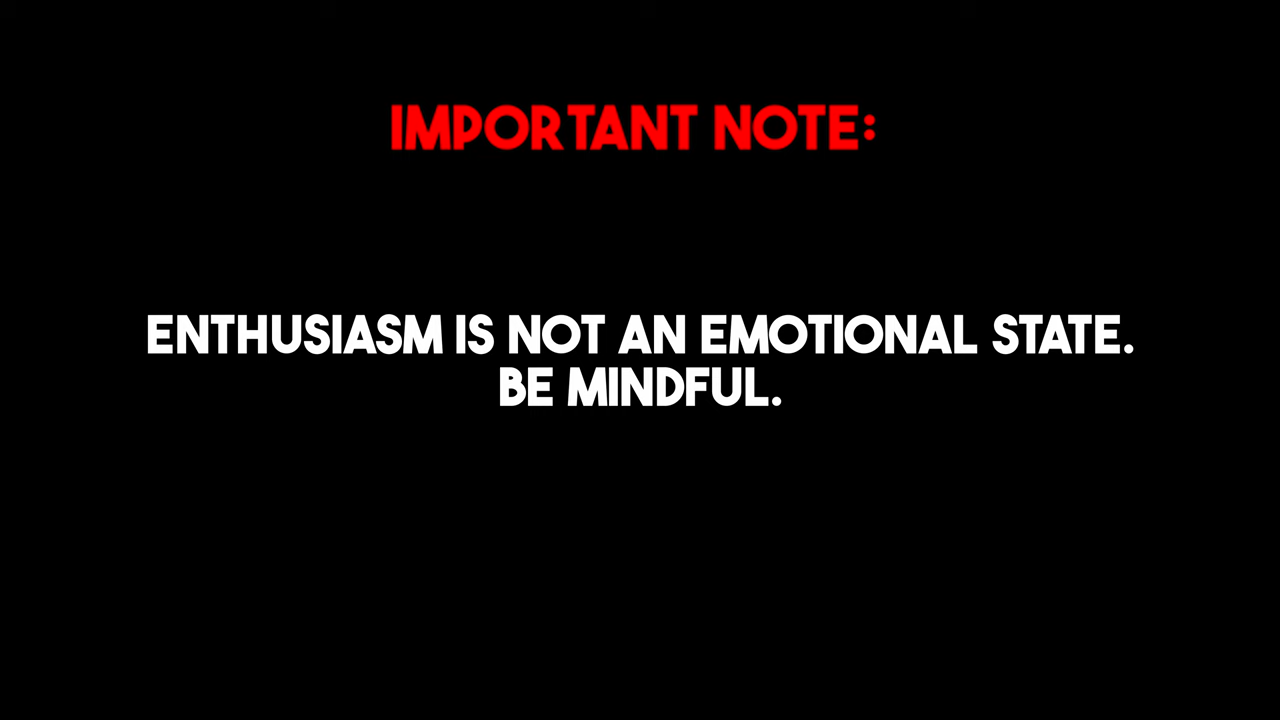 IMPORTANT NOTE:
ENTHUSIASM IS NOT AN EMOTIONAL STATE.
BE MINDFUL.